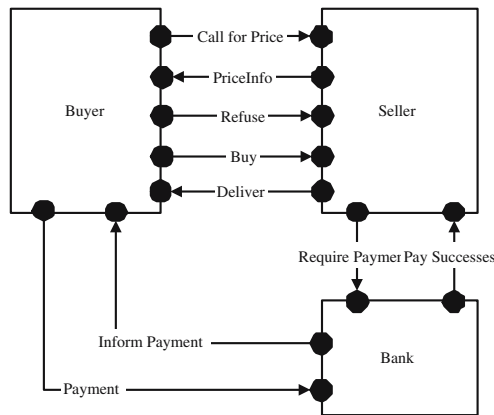 Call for Price
PriceInfo
Buyer
Seller
Refuse
Buy
Deliver
Require Paymer
Pay Successes
Inform Payment
Bank
Payment